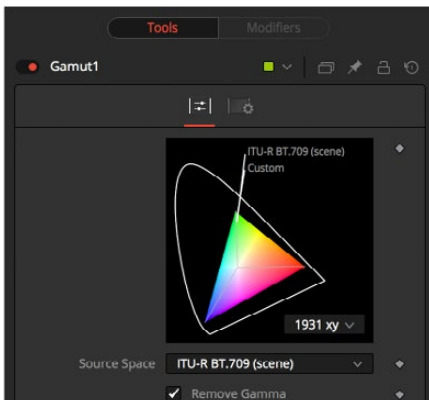 Tools Modifiers
Gamut1
ITU-R BT.709 (scene)
Custom
1931 xy
Source Space ITU-R BT.709 (scene)
Remove Gamma